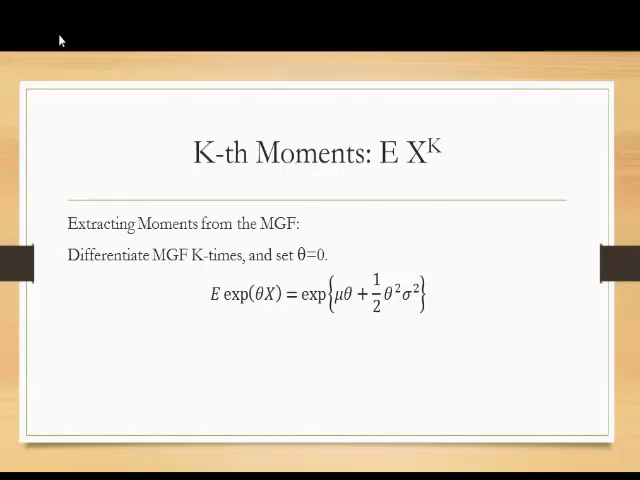 K-th Moments: E X^K
Extracting Moments from the MGF:
Differentiate MGF K-times, and set θ=0.
E exp(θX) = exp{μθ + 1/2 θ²σ²}